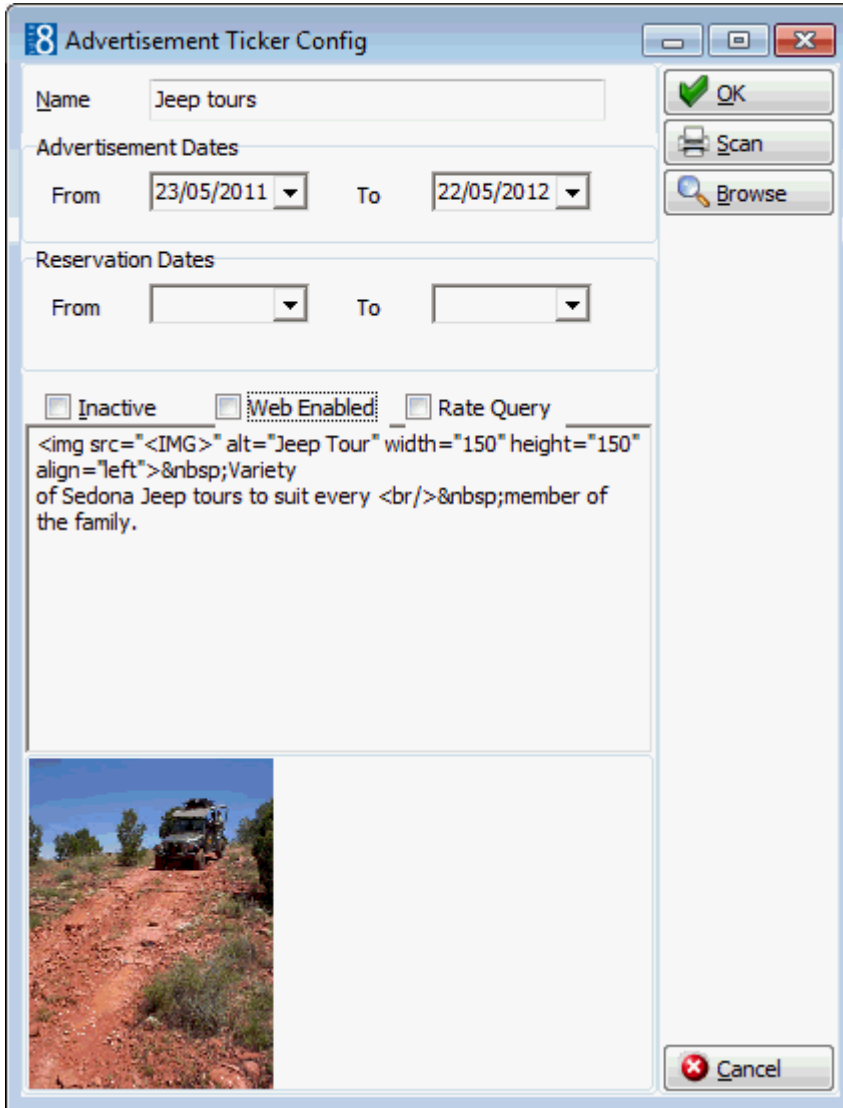 8 Advertisement Ticker Config
Name Jeep tours
OK
Scan
Browse
Advertisement Dates
From 23/05/2011 To 22/05/2012
Reservation Dates
From To
Inactive Web Enabled Rate Query
<img src="<IMG>" alt="Jeep Tour" width="150" height="150"
align="left">&nbsp;Variety
of Sedona Jeep tours to suit every <br/>&nbsp;member of
the family.
Cancel